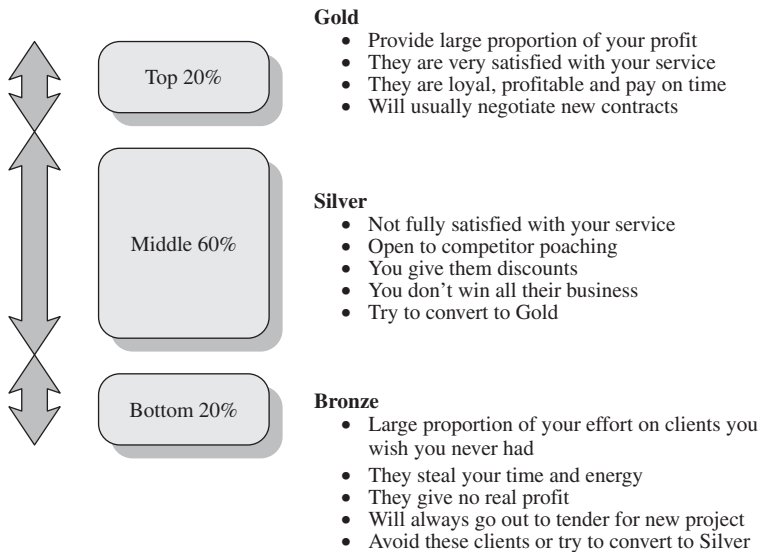 Gold
• Provide large proportion of your profit
• They are very satisfied with your service
• They are loyal, profitable and pay on time
• Will usually negotiate new contracts
Top 20%
Silver
• Not fully satisfied with your service
• Open to competitor poaching
• You give them discounts
• You don’t win all their business
• Try to convert to Gold
Middle 60%
Bronze
• Large proportion of your effort on clients you
wish you never had
• They steal your time and energy
• They give no real profit
• Will always go out to tender for new project
• Avoid these clients or try to convert to Silver
Bottom 20%